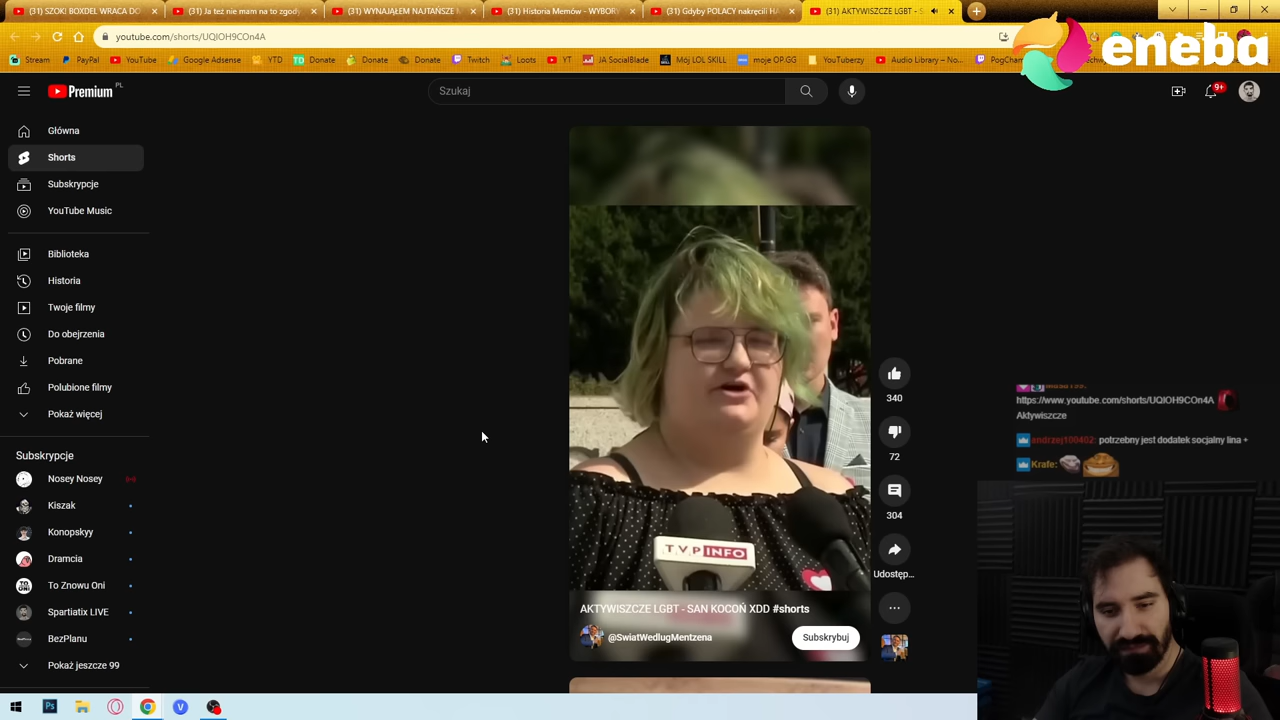 (31) SZOK! BOXDEL WRACA DO
(31) Ja też nie mam na to zgody
(31) WYNAJĄŁEM NAJTAŃSZE
(31) Historia Memów - WYBORY
(31) Gdyby POLACY nakręcili HA
(31) AKTYWISZCZE LGBT - S
youtube.com/shorts/UQIOH9COn4A
eneba
Stream
PayPal
YouTube
Google Adsense
YTD
Donate
Donate
Donate
Twitch
Loots
YT
JA SocialBlade
Mój LOL SKILL
moje OP.GG
YouTuberzy
Audio Library – No...
PogCham
Premium PL
Szukaj
9+
Główna
Shorts
Subskrypcje
YouTube Music
Biblioteka
Historia
Twoje filmy
Do obejrzenia
Pobrane
Polubione filmy
Pokaż więcej
Subskrypcje
Nosey Nosey
Kiszak
Konopskyy
Dramcia
To Znowu Oni
Spartiatix LIVE
BezPlanu
Pokaż jeszcze 99
TVP INFO
AKTYWISZCZE LGBT - SAN KOCOŃ XDD #shorts
@SwiatWedlugMentzena
Subskrybuj
340
72
304
Udostęp...
https://www.youtube.com/shorts/UQIOH9COn4A
Aktywiszcze
andrzej100402: potrzebny jest dodatek socjalny lina +
Krafe:
Ps
V